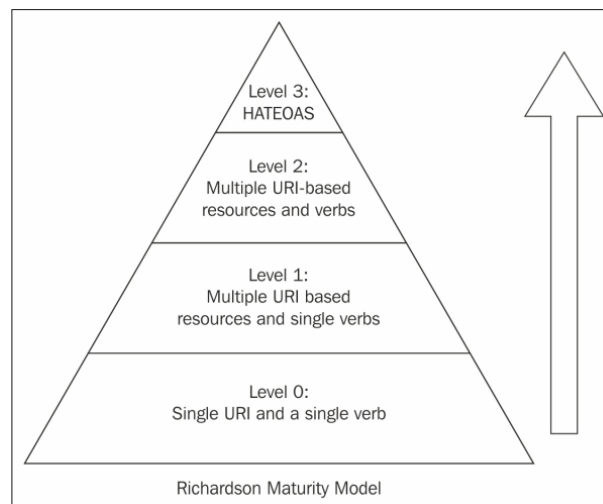 Level 3:
HATEOAS
Level 2:
Multiple URI-based
resources and verbs
Level 1:
Multiple URI based
resources and single verbs
Level 0:
Single URI and a single verb
Richardson Maturity Model